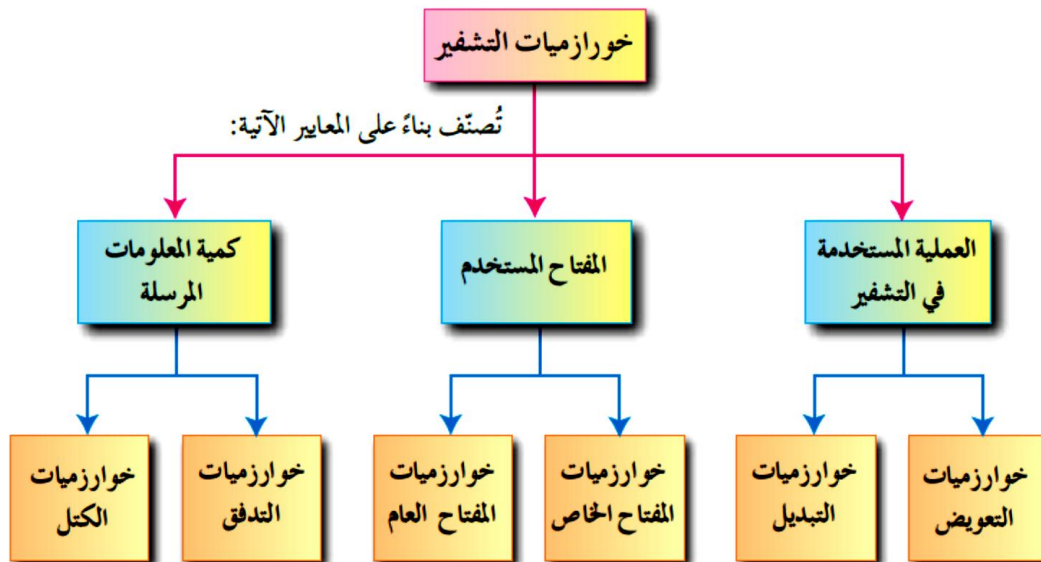 خورازميات التشفير
تُصنّف بناءً على المعايير الآتية:
العملية المستخدمة
في التشفير
المفتاح المستخدم
كمية المعلومات
المرسلة
خوارزميات
التعويض
خوارزميات
التبديل
خوارزميات
المفتاح الخاص
خوارزميات
المفتاح العام
خوارزميات
التدفق
خوارزميات
الكتل